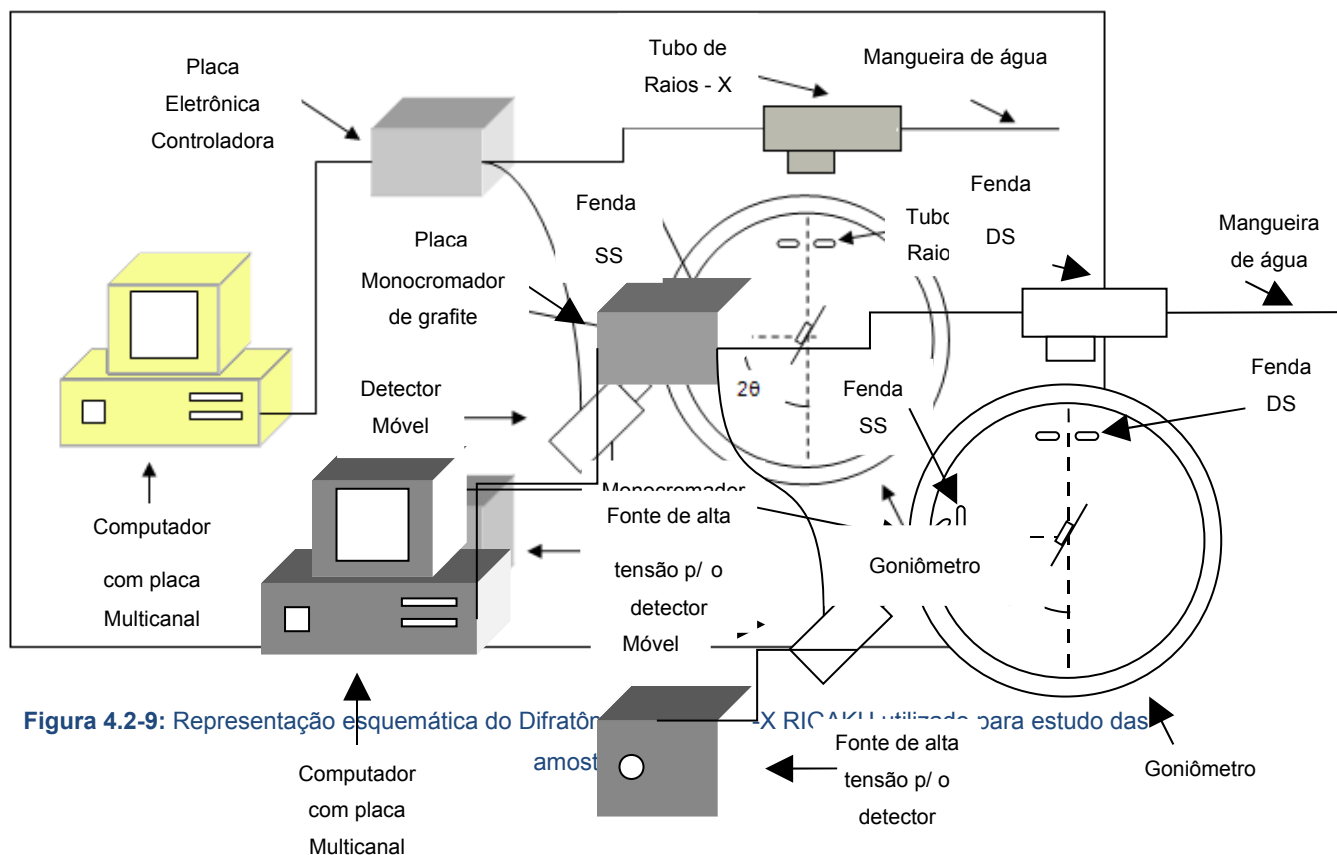 Placa
Eletrônica
Controladora
Tubo de
Raios - X
Mangueira de água
Fenda
SS
Fenda
DS
Tubo
Mangueira
de água
Placa
Monocromador
de grafite
2θ
Detector
Móvel
Fenda
SS
Fenda
DS
Monocromador
Computador
com placa
Multicanal
Fonte de alta
tensão p/ o
detector
Móvel
Goniômetro
Figura 4.2-9: Representação esquemática do -X RIGAKU utilizado para estudo das
Computador
com placa
Multicanal
Fonte de alta
tensão p/ o
detector
Goniômetro